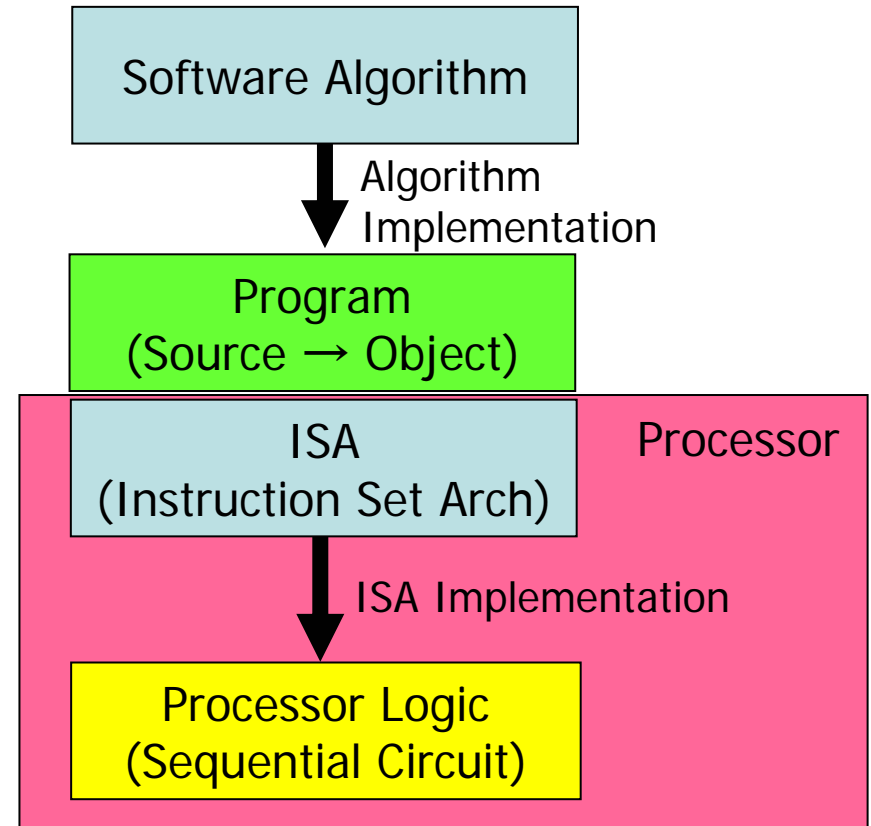 Software Algorithm
Algorithm
Implementation
Program
(Source → Object)
ISA
(Instruction Set Arch)
Processor
ISA Implementation
Processor Logic
(Sequential Circuit)